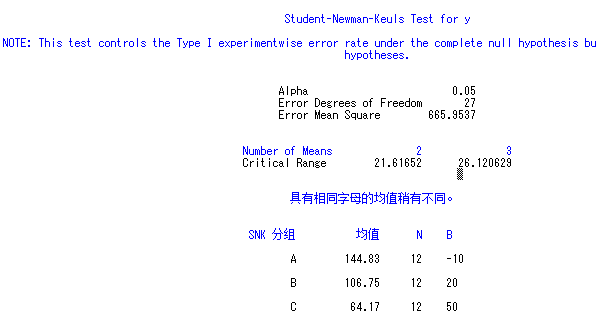 Student-Newman-Keuls Test for y
NOTE: This test controls the Type I experimentwise error rate under the complete null hypothesis bu
hypotheses.
Alpha 0.05
Error Degrees of Freedom 27
Error Mean Square 665.9537
Number of Means 2 3
Critical Range 21.61652 26.120629
具有相同字母的均值稍有不同。
SNK 分组 均值 N B
A 144.83 12 -10
B 106.75 12 20
C 64.17 12 50